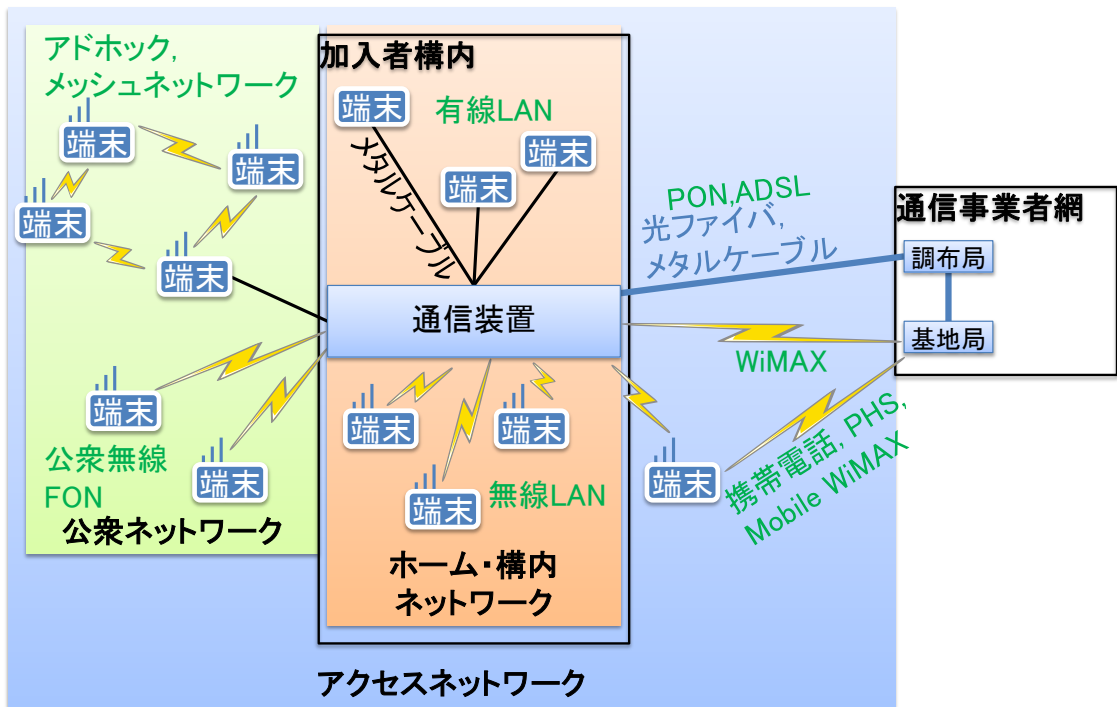 アドホック,
メッシュネットワーク
端末
端末
端末
端末
端末
端末
公衆無線
FON
公衆ネットワーク
加入者構内
端末
有線LAN
端末
端末
メタルケーブル
通信装置
端末
端末
端末
無線LAN
ホーム・構内
ネットワーク
PON,ADSL
光ファイバ,
メタルケーブル
WiMAX
端末
携帯電話, PHS,
Mobile WiMAX
通信事業者網
調布局
基地局
アクセスネットワーク